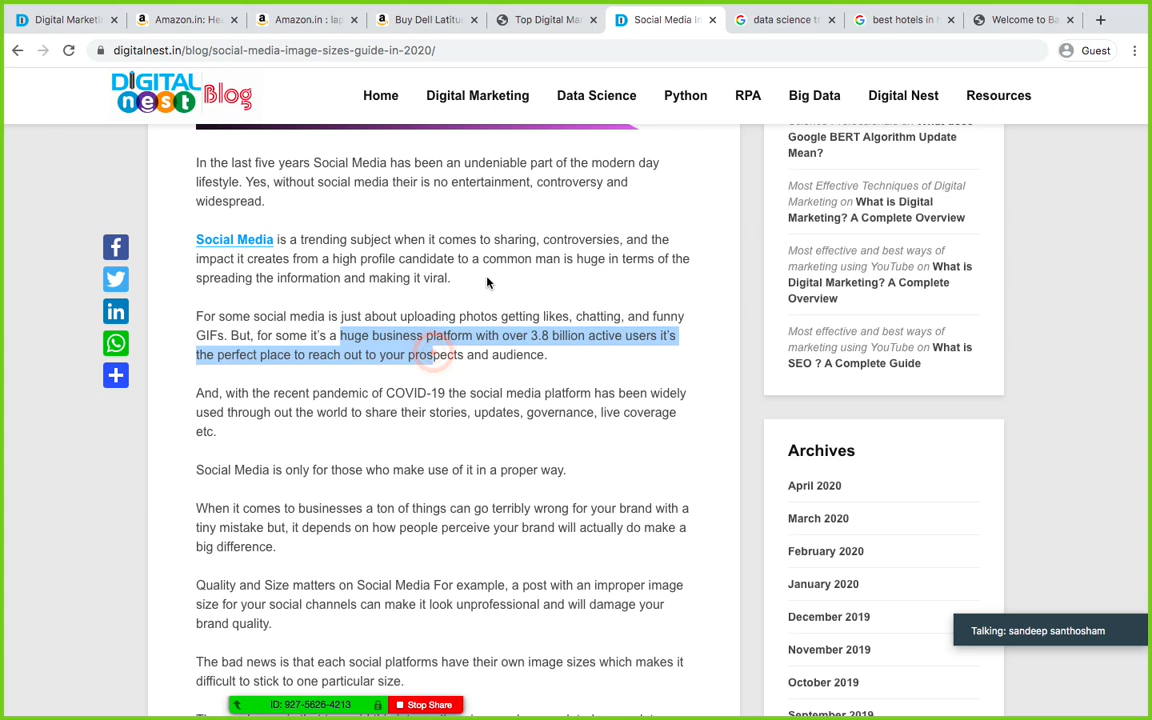 Digital Marketi
Amazon.in: Hea
Amazon.in : lap
Buy Dell Latitu
Top Digital Mar
Social Media In
data science to
best hotels in
Welcome to Ba
digitalnest.in/blog/social-media-image-sizes-guide-in-2020/
Guest
DIGITAL
nest Blog
Home
Digital Marketing
Data Science
Python
RPA
Big Data
Digital Nest
Resources
In the last five years Social Media has been an undeniable part of the modern day
lifestyle. Yes, without social media their is no entertainment, controversy and
widespread.
Social Media is a trending subject when it comes to sharing, controversies, and the
impact it creates from a high profile candidate to a common man is huge in terms of the
spreading the information and making it viral.
For some social media is just about uploading photos getting likes, chatting, and funny
GIFs. But, for some it’s a huge business platform with over 3.8 billion active users it’s
the perfect place to reach out to your prospects and audience.
And, with the recent pandemic of COVID-19 the social media platform has been widely
used through out the world to share their stories, updates, governance, live coverage
etc.
Social Media is only for those who make use of it in a proper way.
When it comes to businesses a ton of things can go terribly wrong for your brand with a
tiny mistake but, it depends on how people perceive your brand will actually do make a
big difference.
Quality and Size matters on Social Media For example, a post with an improper image
size for your social channels can make it look unprofessional and will damage your
brand quality.
The bad news is that each social platforms have their own image sizes which makes it
difficult to stick to one particular size.
Google BERT Algorithm Update
Mean?
Most Effective Techniques of Digital
Marketing on What is Digital
Marketing? A Complete Overview
Most effective and best ways of
marketing using YouTube on What is
Digital Marketing? A Complete
Overview
Most effective and best ways of
marketing using YouTube on What is
SEO ? A Complete Guide
Archives
April 2020
March 2020
February 2020
January 2020
December 2019
November 2019
October 2019
September 2019
Talking: sandeep santhosham
ID: 927-5626-4213
Stop Share